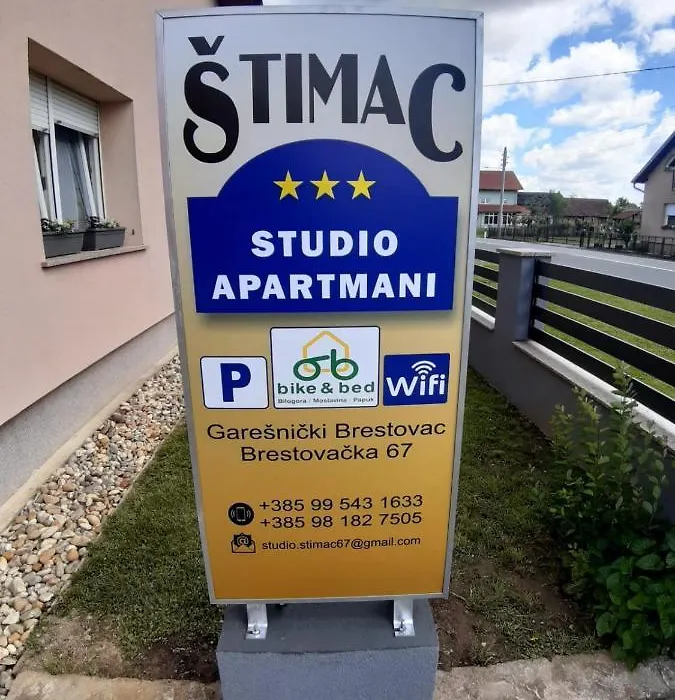 ŠTIMAC
STUDIO
APARTMANI
P
bike & bed
Bilogora / Moslavina / Papuk
Wifi
Garešnički Brestovac
Brestovačka 67
+385 99 543 1633
+385 98 182 7505
studio.stimac67@gmail.com